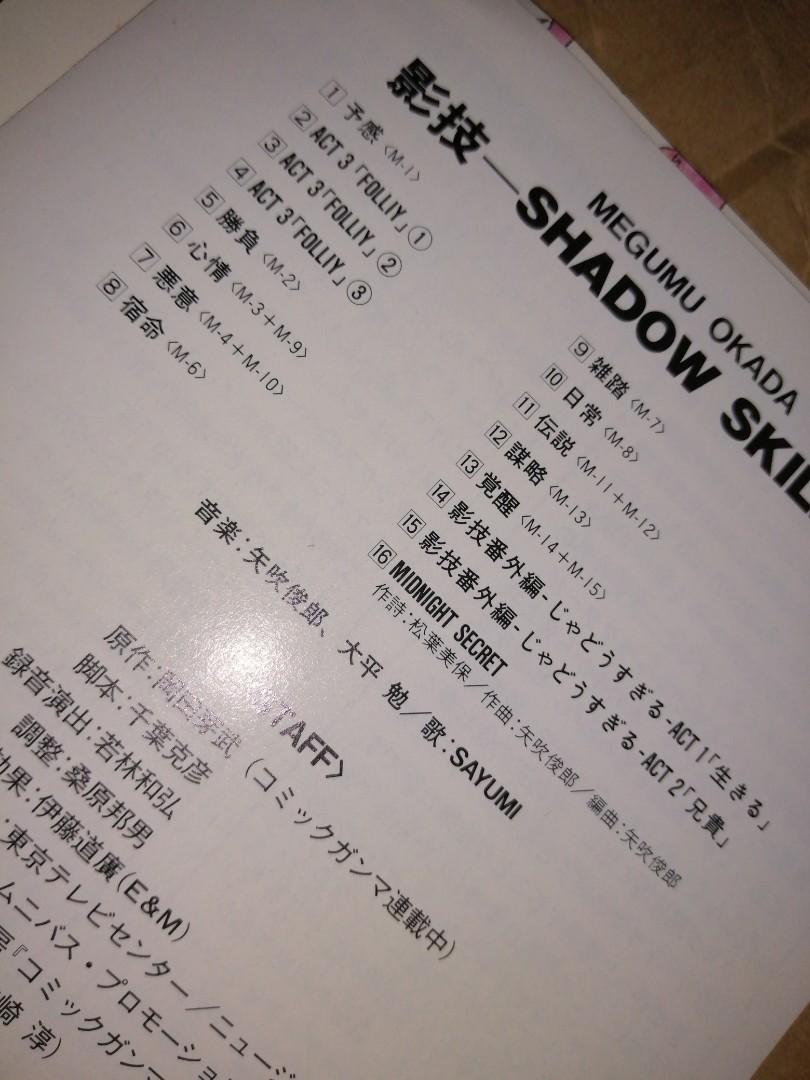 MEGUMU OKADA
影技—SHADOW SKIL
1 予感〈M-1〉
2 ACT 3「FOLLIY」①
3 ACT 3「FOLLIY」②
4 ACT 3「FOLLIY」③
5 勝負〈M-2〉
6 心情〈M-3+M-9〉
7 悪意〈M-4+M-10〉
8 宿命〈M-6〉
9 雑踏〈M-7〉
10 日常〈M-8〉
11 伝説〈M-11+M-12〉
12 謀略〈M-13〉
13 覚醒〈M-14+M-15〉
14 影技番外編-じゃどうすぎる-ACT 1「生きる」
15 影技番外編-じゃどうすぎる-ACT 2「兄貴」
16 MIDNIGHT SECRET
作詩:松葉美保/作曲:矢吹俊郎/編曲:矢吹俊郎
音楽:矢吹俊郎、大平 勉/歌:SAYUMI
TAFF〉
原作:岡田芽武(コミックガンマ連載中)
脚本:千葉克彦
録音演出:若林和弘
調整:桑原邦男
効果:伊藤道廣(E&M)
:東京テレビセンター/ニュージ
ムニバス・プロモーショ
『コミックガンマ
崎 淳)